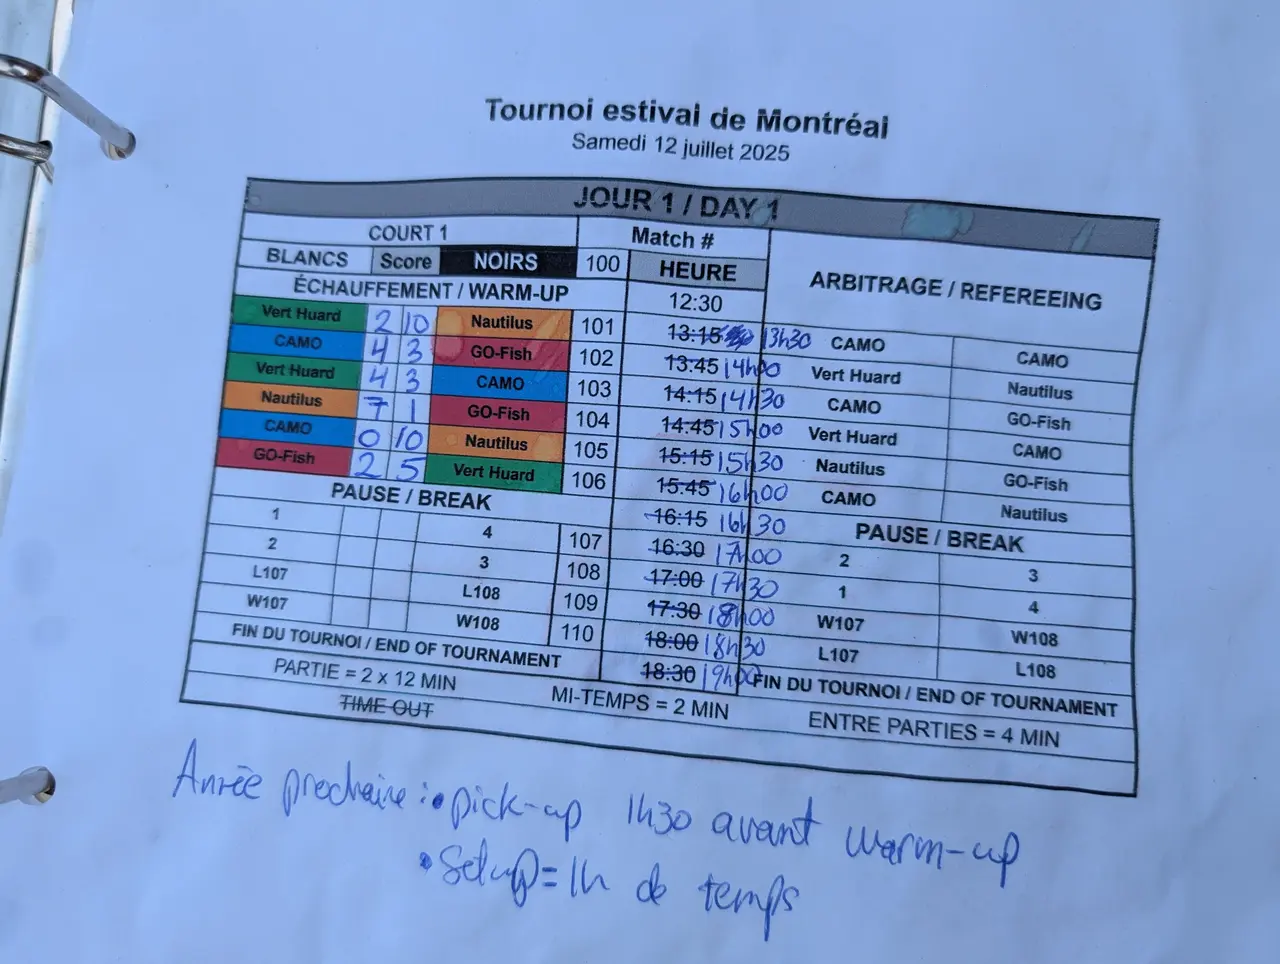 Tournoi estival de Montréal
Samedi 12 juillet 2025
JOUR 1 / DAY 1
COURT 1 Match # ARBITRAGE / REFEREEING
BLANCS Score NOIRS 100 HEURE
ÉCHAUFFEMENT / WARM-UP 12:30
Vert Huard 2 10 Nautilus 101 13:15 13h30 CAMO CAMO
CAMO 4 3 GO-Fish 102 13:45 14h00 Vert Huard Nautilus
Vert Huard 4 3 CAMO 103 14:15 14h30 CAMO GO-Fish
Nautilus 7 1 GO-Fish 104 14:45 15h00 Vert Huard CAMO
CAMO 0 10 Nautilus 105 15:15 15h30 Nautilus GO-Fish
GO-Fish 2 5 Vert Huard 106 15:45 16h00 CAMO Nautilus
PAUSE / BREAK 16:15 16h30 PAUSE / BREAK
1 4 107 16:30 17h00 2 3
2 3 108 17:00 17h30 1 4
L107 L108 109 17:30 18h00 W107 W108
W107 W108 110 18:00 18h30 L107 L108
FIN DU TOURNOI / END OF TOURNAMENT 18:30 19h00 FIN DU TOURNOI / END OF TOURNAMENT
PARTIE = 2 x 12 MIN MI-TEMPS = 2 MIN ENTRE PARTIES = 4 MIN
TIME OUT
Année prochaine : • pick-up 1h30 avant warm-up
• Setup = 1h de temps